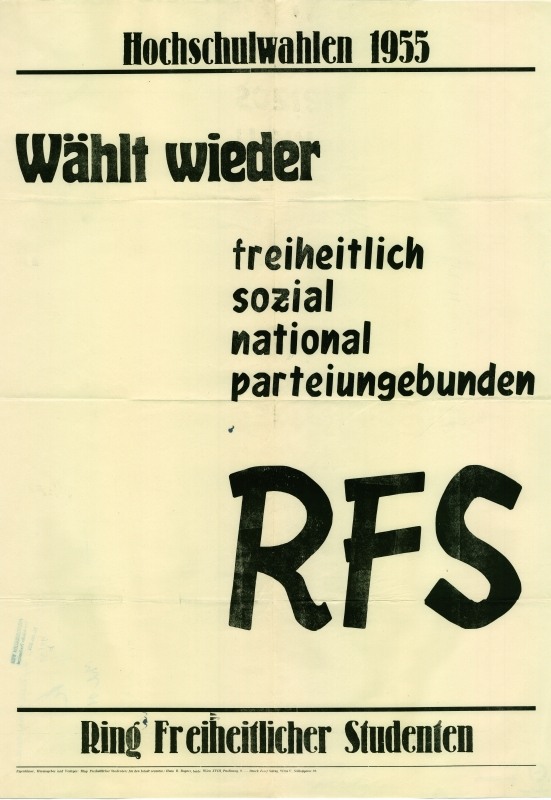 Hochschulwahlen 1955
Wählt wieder
freiheitlich
sozial
national
parteiungebunden
RFS
Ring Freiheitlicher Studenten